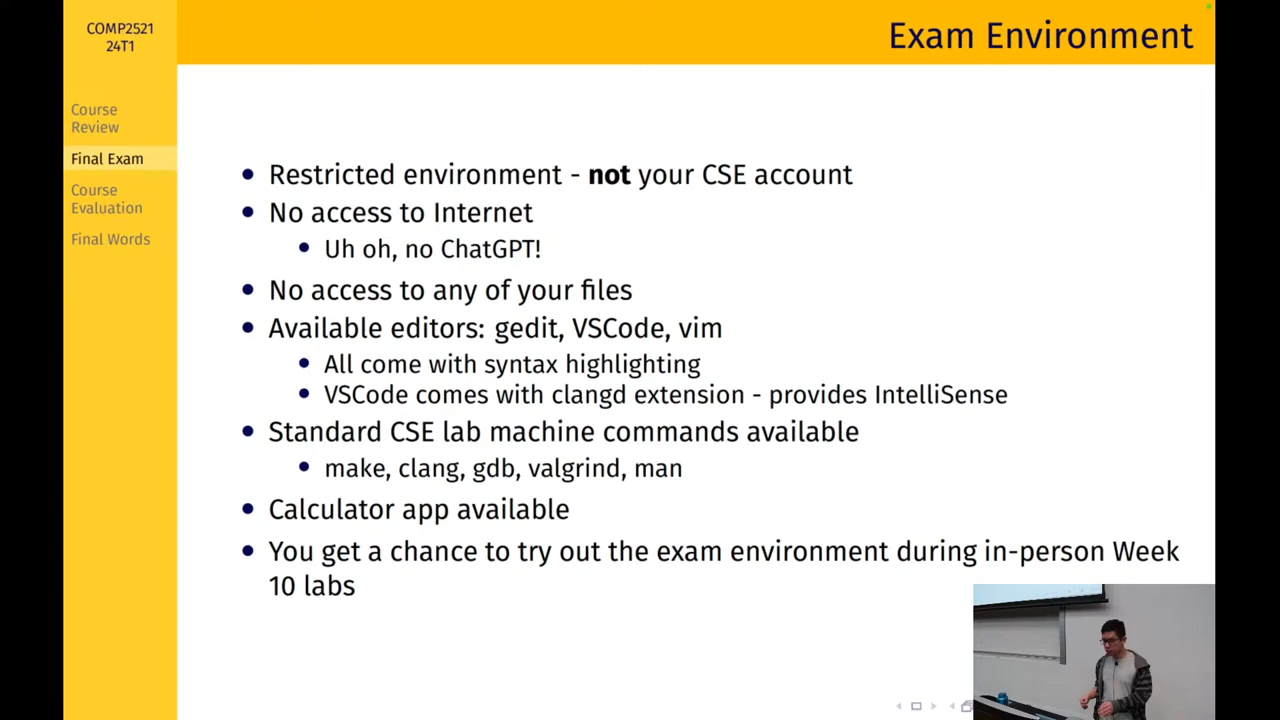 COMP2521
24T1
Exam Environment
Course
Review
Final Exam
Course
Evaluation
Final Words
• Restricted environment - not your CSE account
• No access to Internet
• Uh oh, no ChatGPT!
• No access to any of your files
• Available editors: gedit, VSCode, vim
• All come with syntax highlighting
• VSCode comes with clangd extension - provides IntelliSense
• Standard CSE lab machine commands available
• make, clang, gdb, valgrind, man
• Calculator app available
• You get a chance to try out the exam environment during in-person Week
10 labs